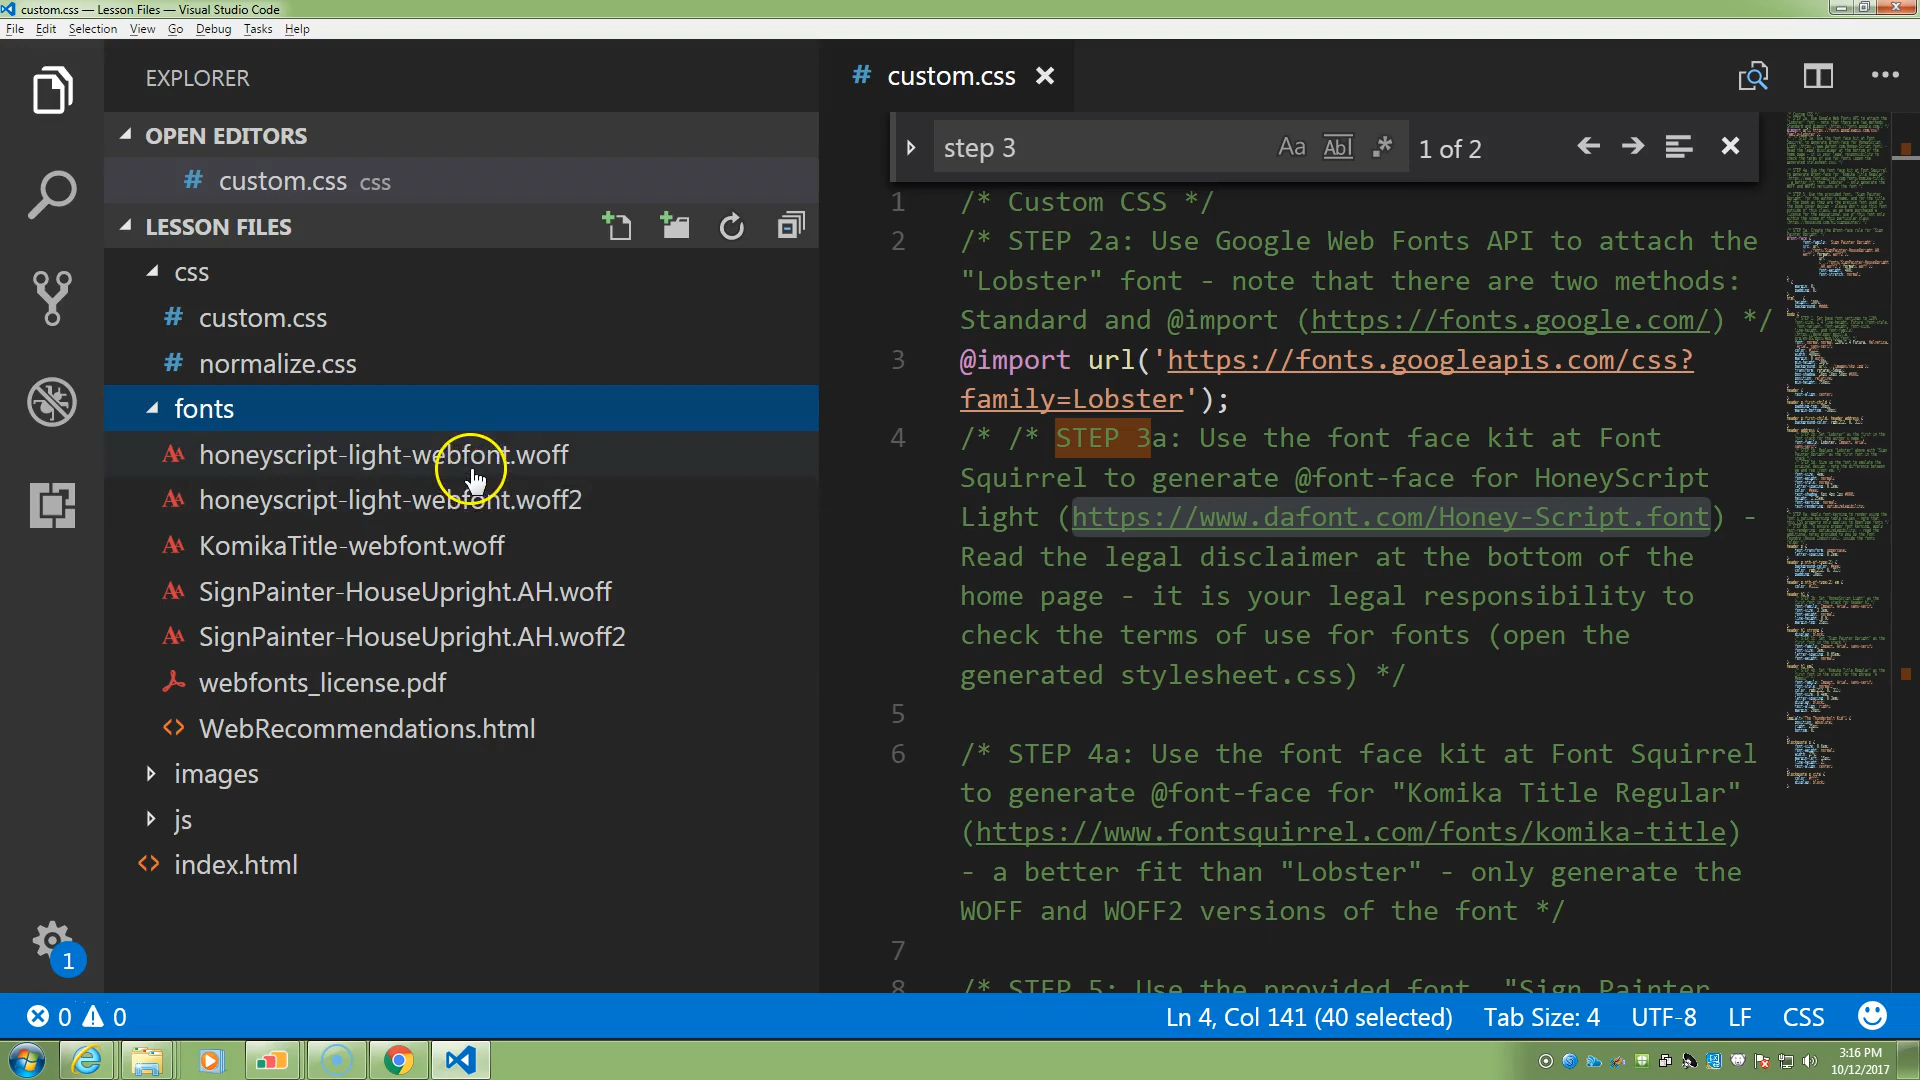 custom.css — Lesson Files — Visual Studio Code
File Edit Selection View Go Debug Tasks Help
EXPLORER
OPEN EDITORS
# custom.css css
LESSON FILES
css
# custom.css
# normalize.css
fonts
honeyscript-light-webfont.woff
honeyscript-light-webfont.woff2
KomikaTitle-webfont.woff
SignPainter-HouseUpright.AH.woff
SignPainter-HouseUpright.AH.woff2
webfonts_license.pdf
WebRecommendations.html
images
js
index.html
1
# custom.css
step 3 Aa Abl .* 1 of 2
1 /* Custom CSS */
2 /* STEP 2a: Use Google Web Fonts API to attach the
"Lobster" font - note that there are two methods:
Standard and @import (https://fonts.google.com/) */
3 @import url('https://fonts.googleapis.com/css?
family=Lobster');
4 /* /* STEP 3a: Use the font face kit at Font
Squirrel to generate @font-face for HoneyScript
Light (https://www.dafont.com/Honey-Script.font) -
Read the legal disclaimer at the bottom of the
home page - it is your legal responsibility to
check the terms of use for fonts (open the
generated stylesheet.css) */
5
6 /* STEP 4a: Use the font face kit at Font Squirrel
to generate @font-face for "Komika Title Regular"
(https://www.fontsquirrel.com/fonts/komika-title)
- a better fit than "Lobster" - only generate the
WOFF and WOFF2 versions of the font */
7
8 /* STEP 5: Use the provided font, "Sign Painter
0 0
Ln 4, Col 141 (40 selected) Tab Size: 4 UTF-8 LF CSS
3:16 PM
10/12/2017